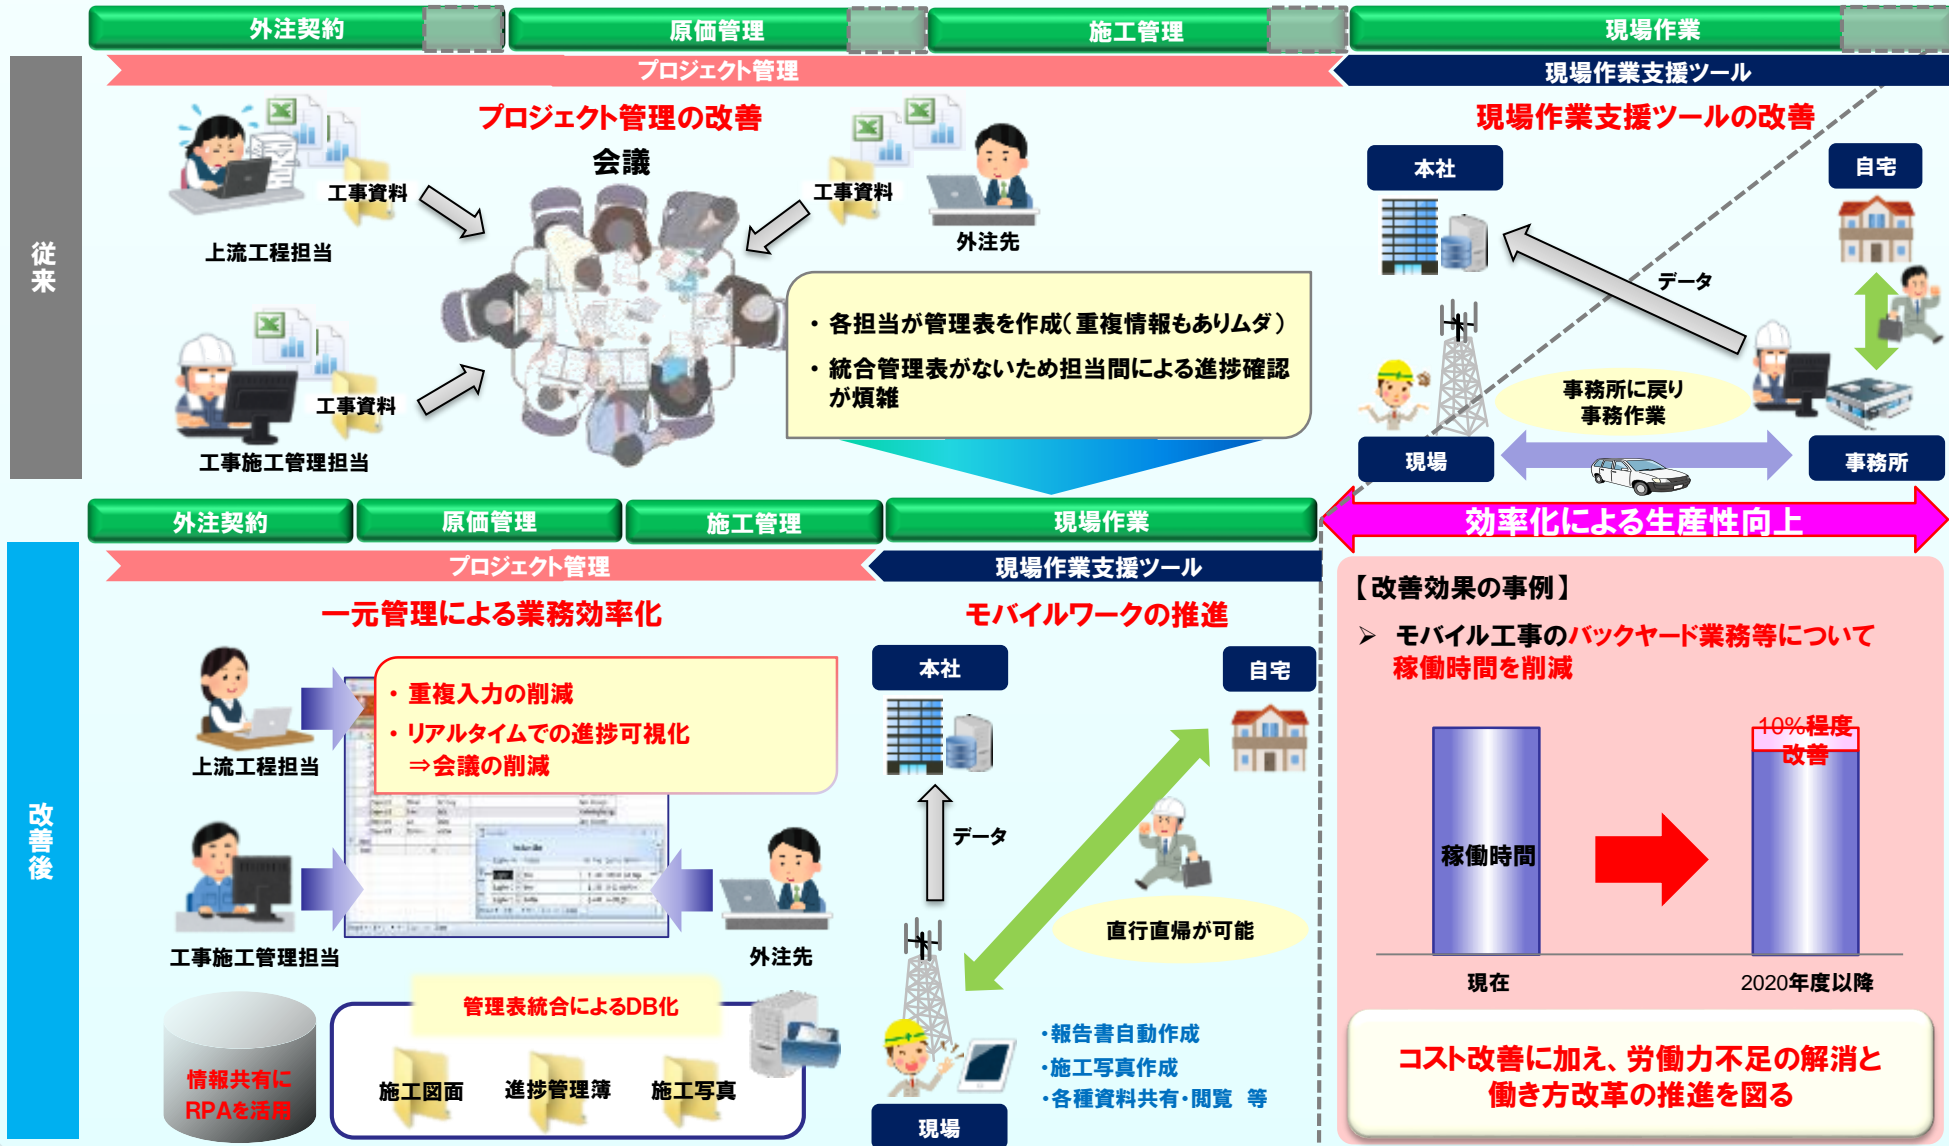 外注契約
原価管理
施工管理
現場作業
プロジェクト管理
現場作業支援ツール
従来
プロジェクト管理の改善
会議
工事資料
上流工程担当
工事資料
外注先
工事資料
工事施工管理担当
・ 各担当が管理表を作成(重複情報もありムダ)
・ 統合管理表がないため担当間による進捗確認
が煩雑
現場作業支援ツールの改善
本社
自宅
データ
事務所に戻り
事務作業
現場
事務所
外注契約
原価管理
施工管理
現場作業
効率化による生産性向上
プロジェクト管理
現場作業支援ツール
改善後
一元管理による業務効率化
・ 重複入力の削減
・ リアルタイムでの進捗可視化
⇒会議の削減
上流工程担当
工事施工管理担当
外注先
情報共有に
RPAを活用
管理表統合によるDB化
施工図面
進捗管理簿
施工写真
モバイルワークの推進
本社
自宅
データ
直行直帰が可能
・報告書自動作成
・施工写真作成
・各種資料共有・閲覧 等
現場
【改善効果の事例】
➢ モバイル工事のバックヤード業務等について
稼働時間を削減
10%程度
改善
稼働時間
現在
2020年度以降
コスト改善に加え、労働力不足の解消と
働き方改革の推進を図る